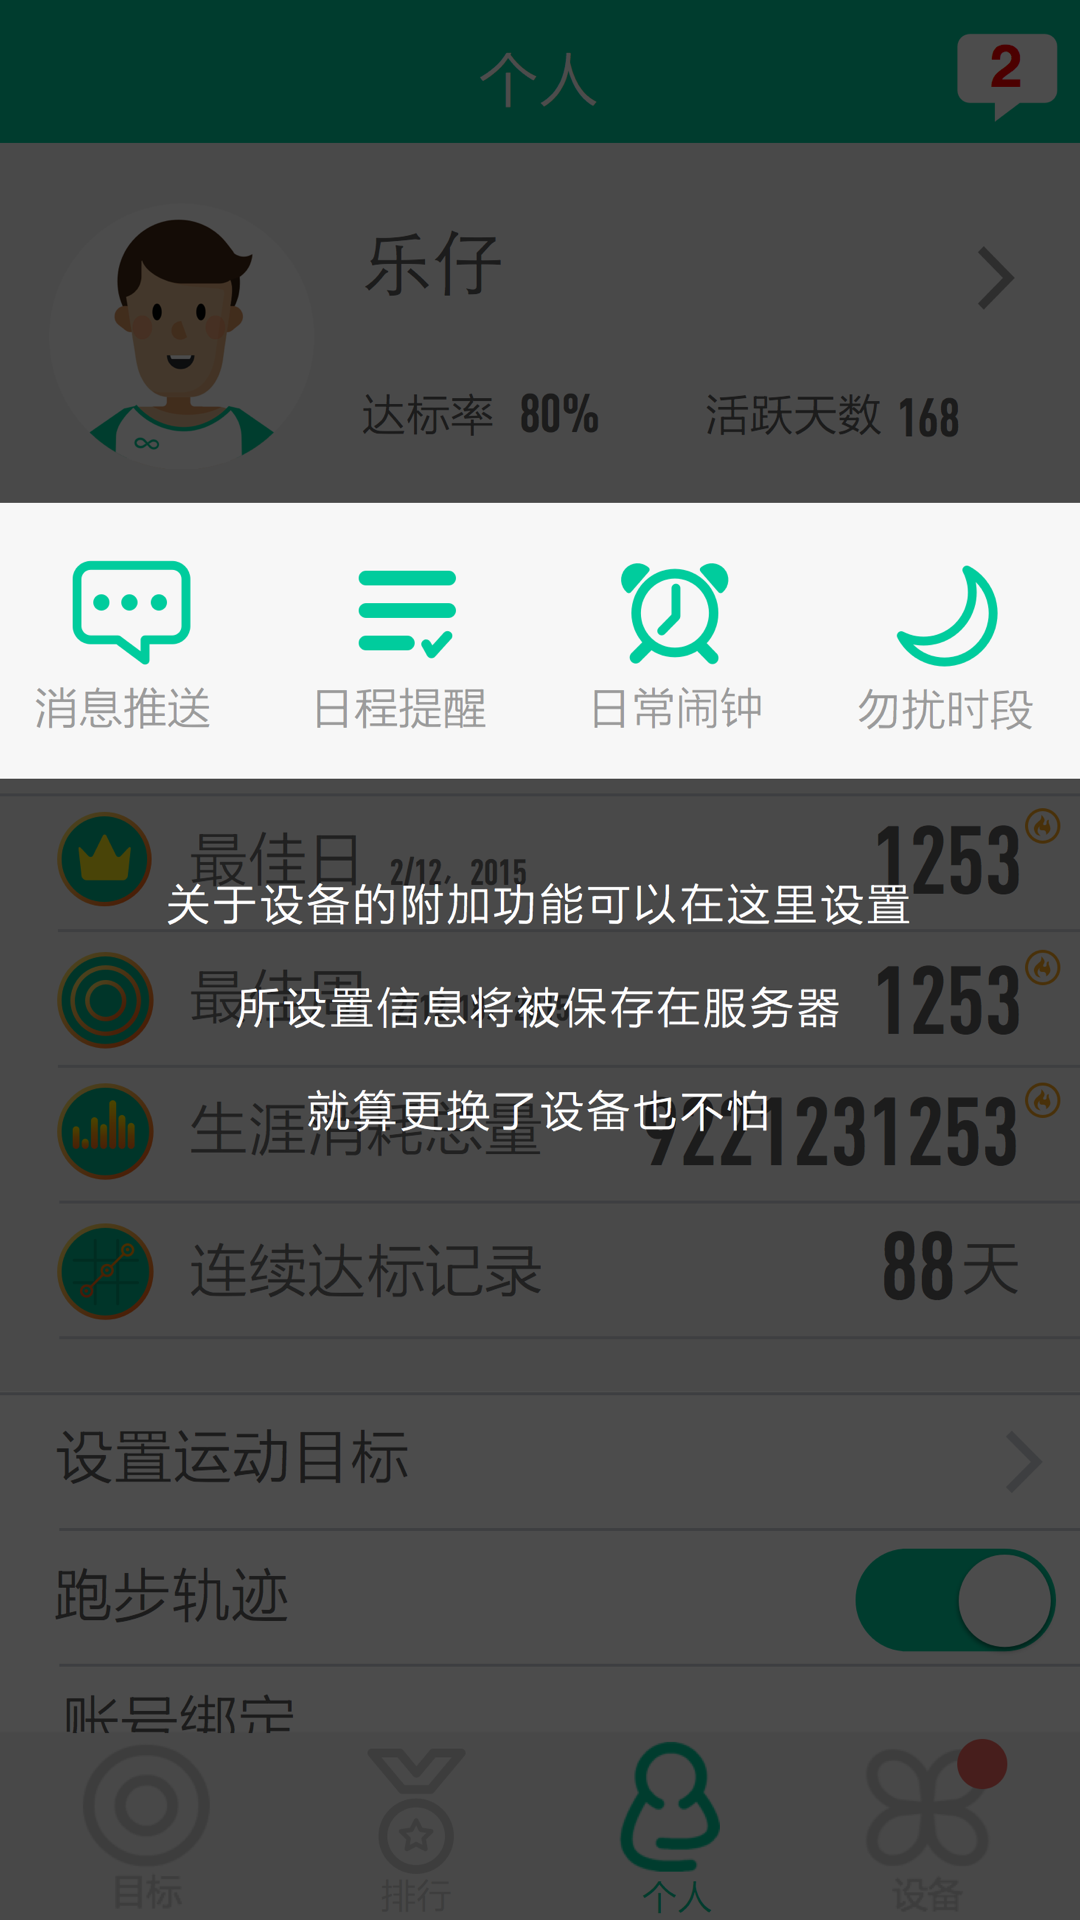 个人
2
乐仔
达标率 80% 活跃天数 168
消息推送 日程提醒 日常闹钟 勿扰时段
最佳日 2/12, 2015 1253
关于设备的附加功能可以在这里设置
最佳周 1253
所设置信息将被保存在服务器
生涯消耗总量 9221231253
就算更换了设备也不怕
连续达标记录 88天
设置运动目标
跑步轨迹
账号绑定
目标 排行 个人 设备